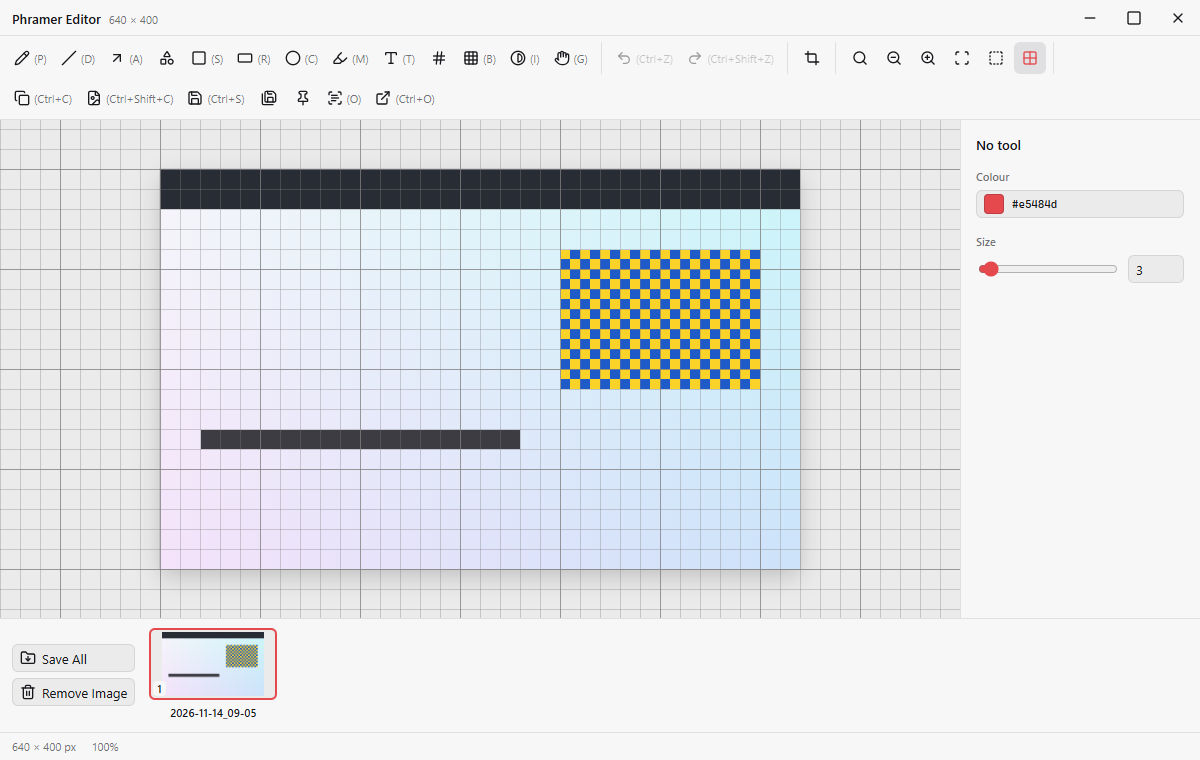 Phramer Editor 640 × 400
(P) (D) (A) (S) (R) (C) (M) (T) (B) (I) (G) (Ctrl+Z) (Ctrl+Shift+Z)
(Ctrl+C) (Ctrl+Shift+C) (Ctrl+S) (O) (Ctrl+O)
No tool
Colour
#e5484d
Size
3
Save All
Remove Image
1
2026-11-14_09-05
640 × 400 px 100%